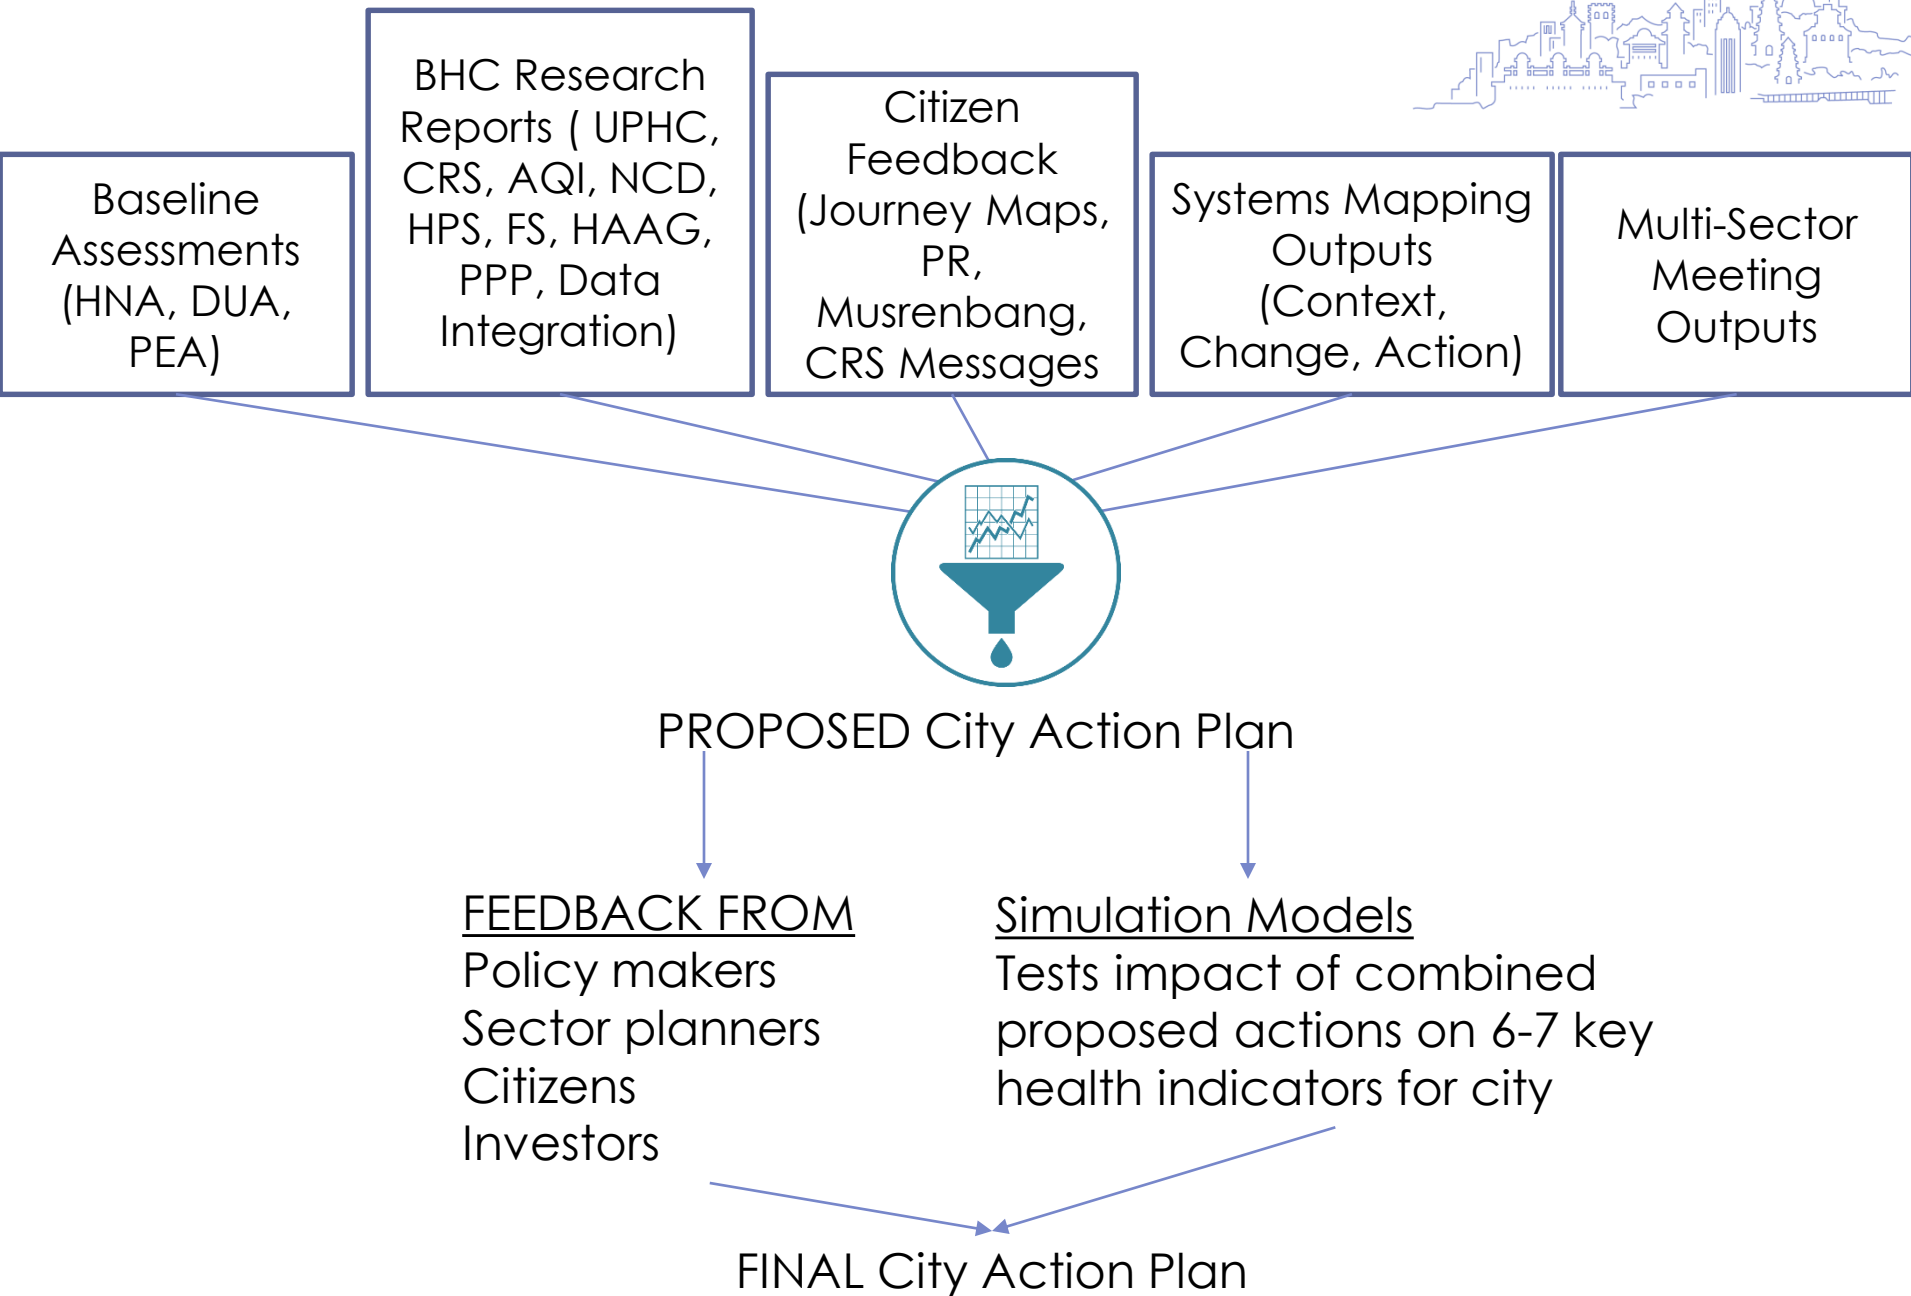 Baseline
Assessments
(HNA, DUA,
PEA)
BHC Research
Reports ( UPHC,
CRS, AQI, NCD,
HPS, FS, HAAG,
PPP, Data
Integration)
Citizen
Feedback
(Journey Maps,
PR,
Musrenbang,
CRS Messages
Systems Mapping
Outputs
(Context,
Change, Action)
Multi-Sector
Meeting
Outputs
PROPOSED City Action Plan
FEEDBACK FROM
Policy makers
Sector planners
Citizens
Investors
Simulation Models
Tests impact of combined
proposed actions on 6-7 key
health indicators for city
FINAL City Action Plan